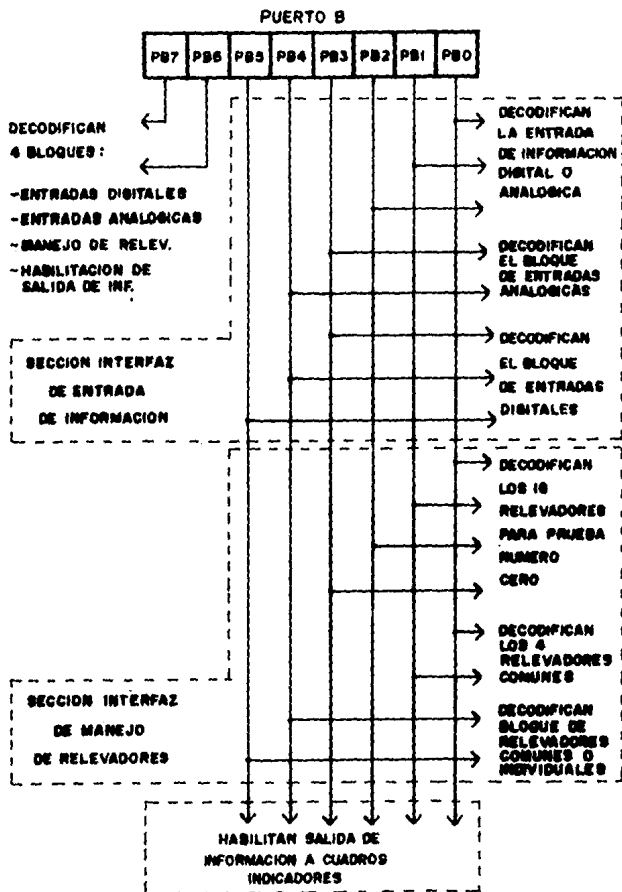 PUERTO B
PB7 PB6 PB5 PB4 PB3 PB2 PB1 PB0
DECODIFICAN
4 BLOQUES:
-ENTRADAS DIGITALES
-ENTRADAS ANALOGICAS
-MANEJO DE RELEV.
-HABILITACION DE
SALIDA DE INF.
DECODIFICAN
LA ENTRADA
DE INFORMACION
DIGITAL O
ANALOGICA
DECODIFICAN
EL BLOQUE
DE ENTRADAS
ANALOGICAS
DECODIFICAN
EL BLOQUE
DE ENTRADAS
DIGITALES
SECCION INTERFAZ
DE ENTRADA
DE INFORMACION
DECODIFICAN
LOS 16
RELEVADORES
PARA PRUEBA
NUMERO
CERO
DECODIFICAN
LOS 4
RELEVADORES
COMUNES
DECODIFICAN
BLOQUE DE
RELEVADORES
COMUNES O
INDIVIDUALES
SECCION INTERFAZ
DE MANEJO
DE RELEVADORES
HABILITAN SALIDA DE
INFORMACION A CUADROS
INDICADORES